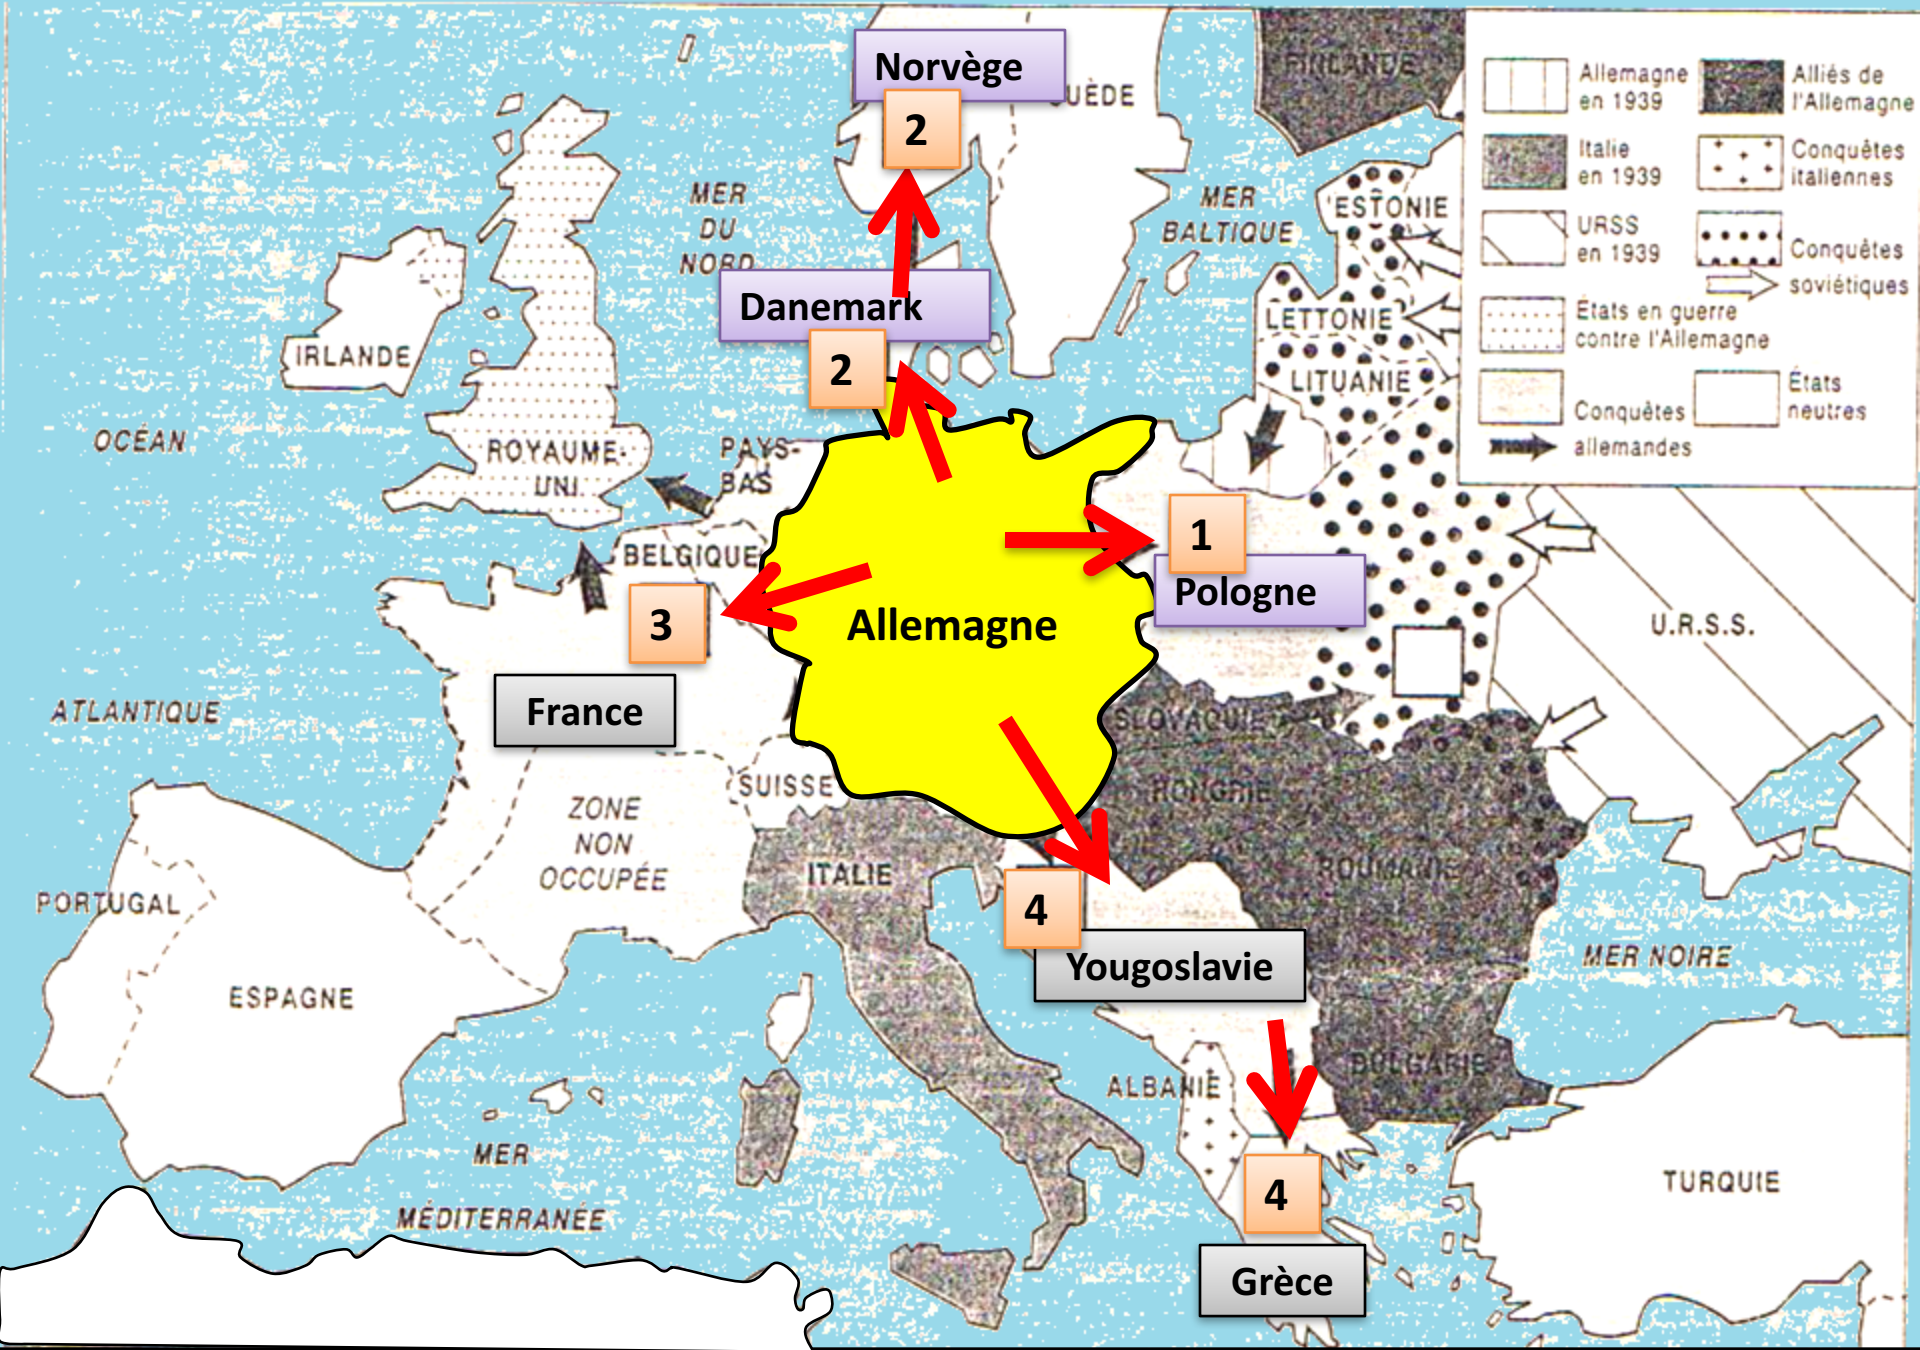 Norvège
2
UÈDE
FINLANDE
Allemagne
en 1939
Alliés de
l'Allemagne
Italie
en 1939
Conquêtes
italiennes
URSS
en 1939
Conquêtes
soviétiques
États en guerre
contre l'Allemagne
Conquêtes
allemandes
États
neutres
MER
DU
NORD
MER
BALTIQUE
ESTONIE
Danemark
2
LETTONIE
LITUANIE
IRLANDE
OCÉAN
ROYAUME-
UNI
PAYS-
BAS
1
Pologne
BELGIQUE
3
Allemagne
U.R.S.S.
France
ATLANTIQUE
SLOVAQUIE
SUISSE
HONGRIE
ZONE
NON
OCCUPÉE
ITALIE
ROUMANIE
PORTUGAL
4
Yougoslavie
MER NOIRE
ESPAGNE
BULGARIE
ALBANIE
MER
MÉDITERRANÉE
4
TURQUIE
Grèce